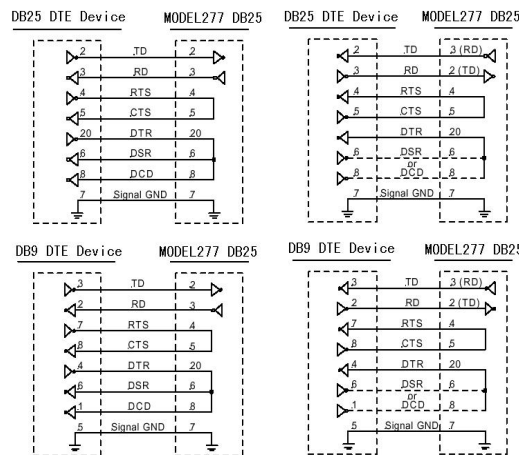 DB25 DTE Device MODEL277 DB25
2 TD 2
3 RD 3
4 RTS 4
5 CTS 5
20 DTR 20
6 DSR 6
8 DCD 8
7 Signal GND 7
DB25 DTE Device MODEL277 DB25
2 TD 3 (RD)
3 RD 2 (TD)
4 RTS 4
5 CTS 5
DTR 20
6 DSR 6
or
8 DCD 8
7 Signal GND 7
DB9 DTE Device MODEL277 DB25
3 TD 2
2 RD 3
7 RTS 4
8 CTS 5
4 DTR 20
6 DSR 6
1 DCD 8
5 Signal GND 7
DB9 DTE Device MODEL277 DB25
3 TD 3 (RD)
2 RD 2 (TD)
7 RTS 4
8 CTS 5
4 DTR 20
6 DSR 6
or
1 DCD 8
5 Signal GND 7